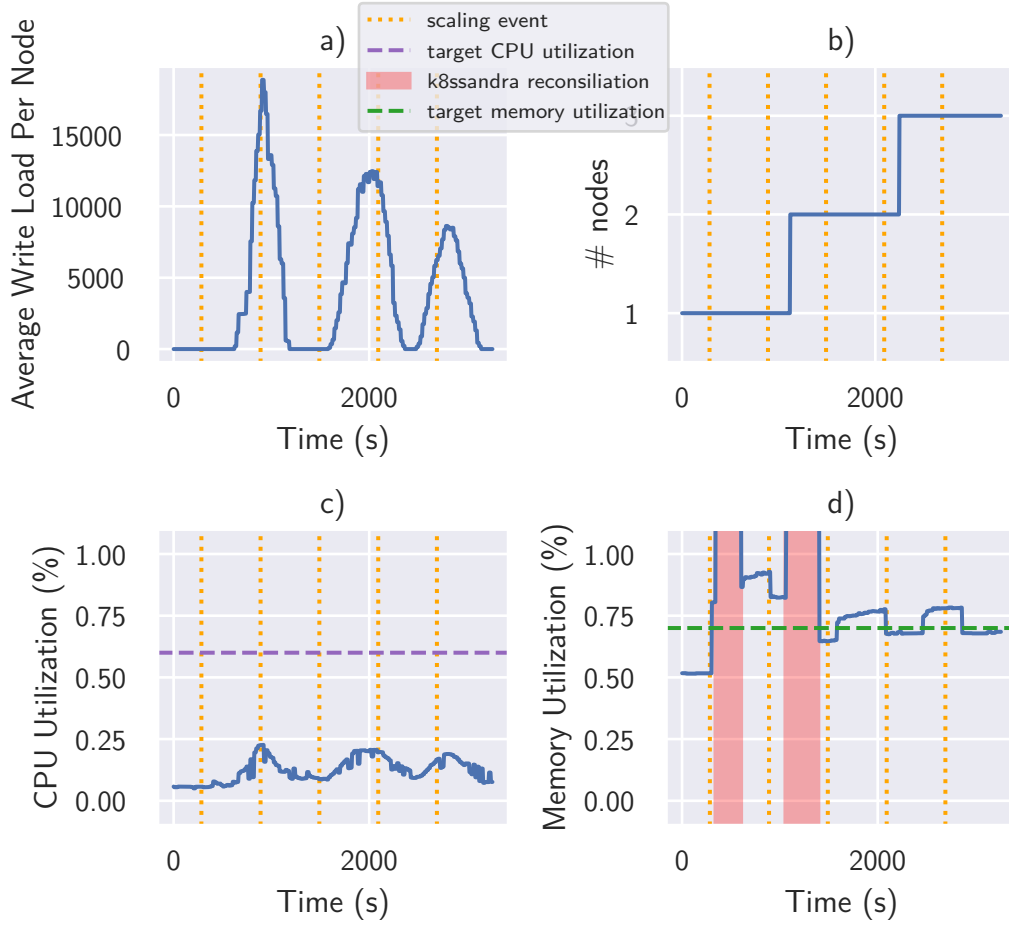 scaling event
target CPU utilization
k8ssandra reconsiliation
target memory utilization
a)
Average Write Load Per Node
15000
10000
5000
0
0
2000
Time (s)
b)
# nodes
3
2
1
0
2000
Time (s)
c)
CPU Utilization (%)
1.00
0.75
0.50
0.25
0.00
0
2000
Time (s)
d)
Memory Utilization (%)
1.00
0.75
0.50
0.25
0.00
0
2000
Time (s)